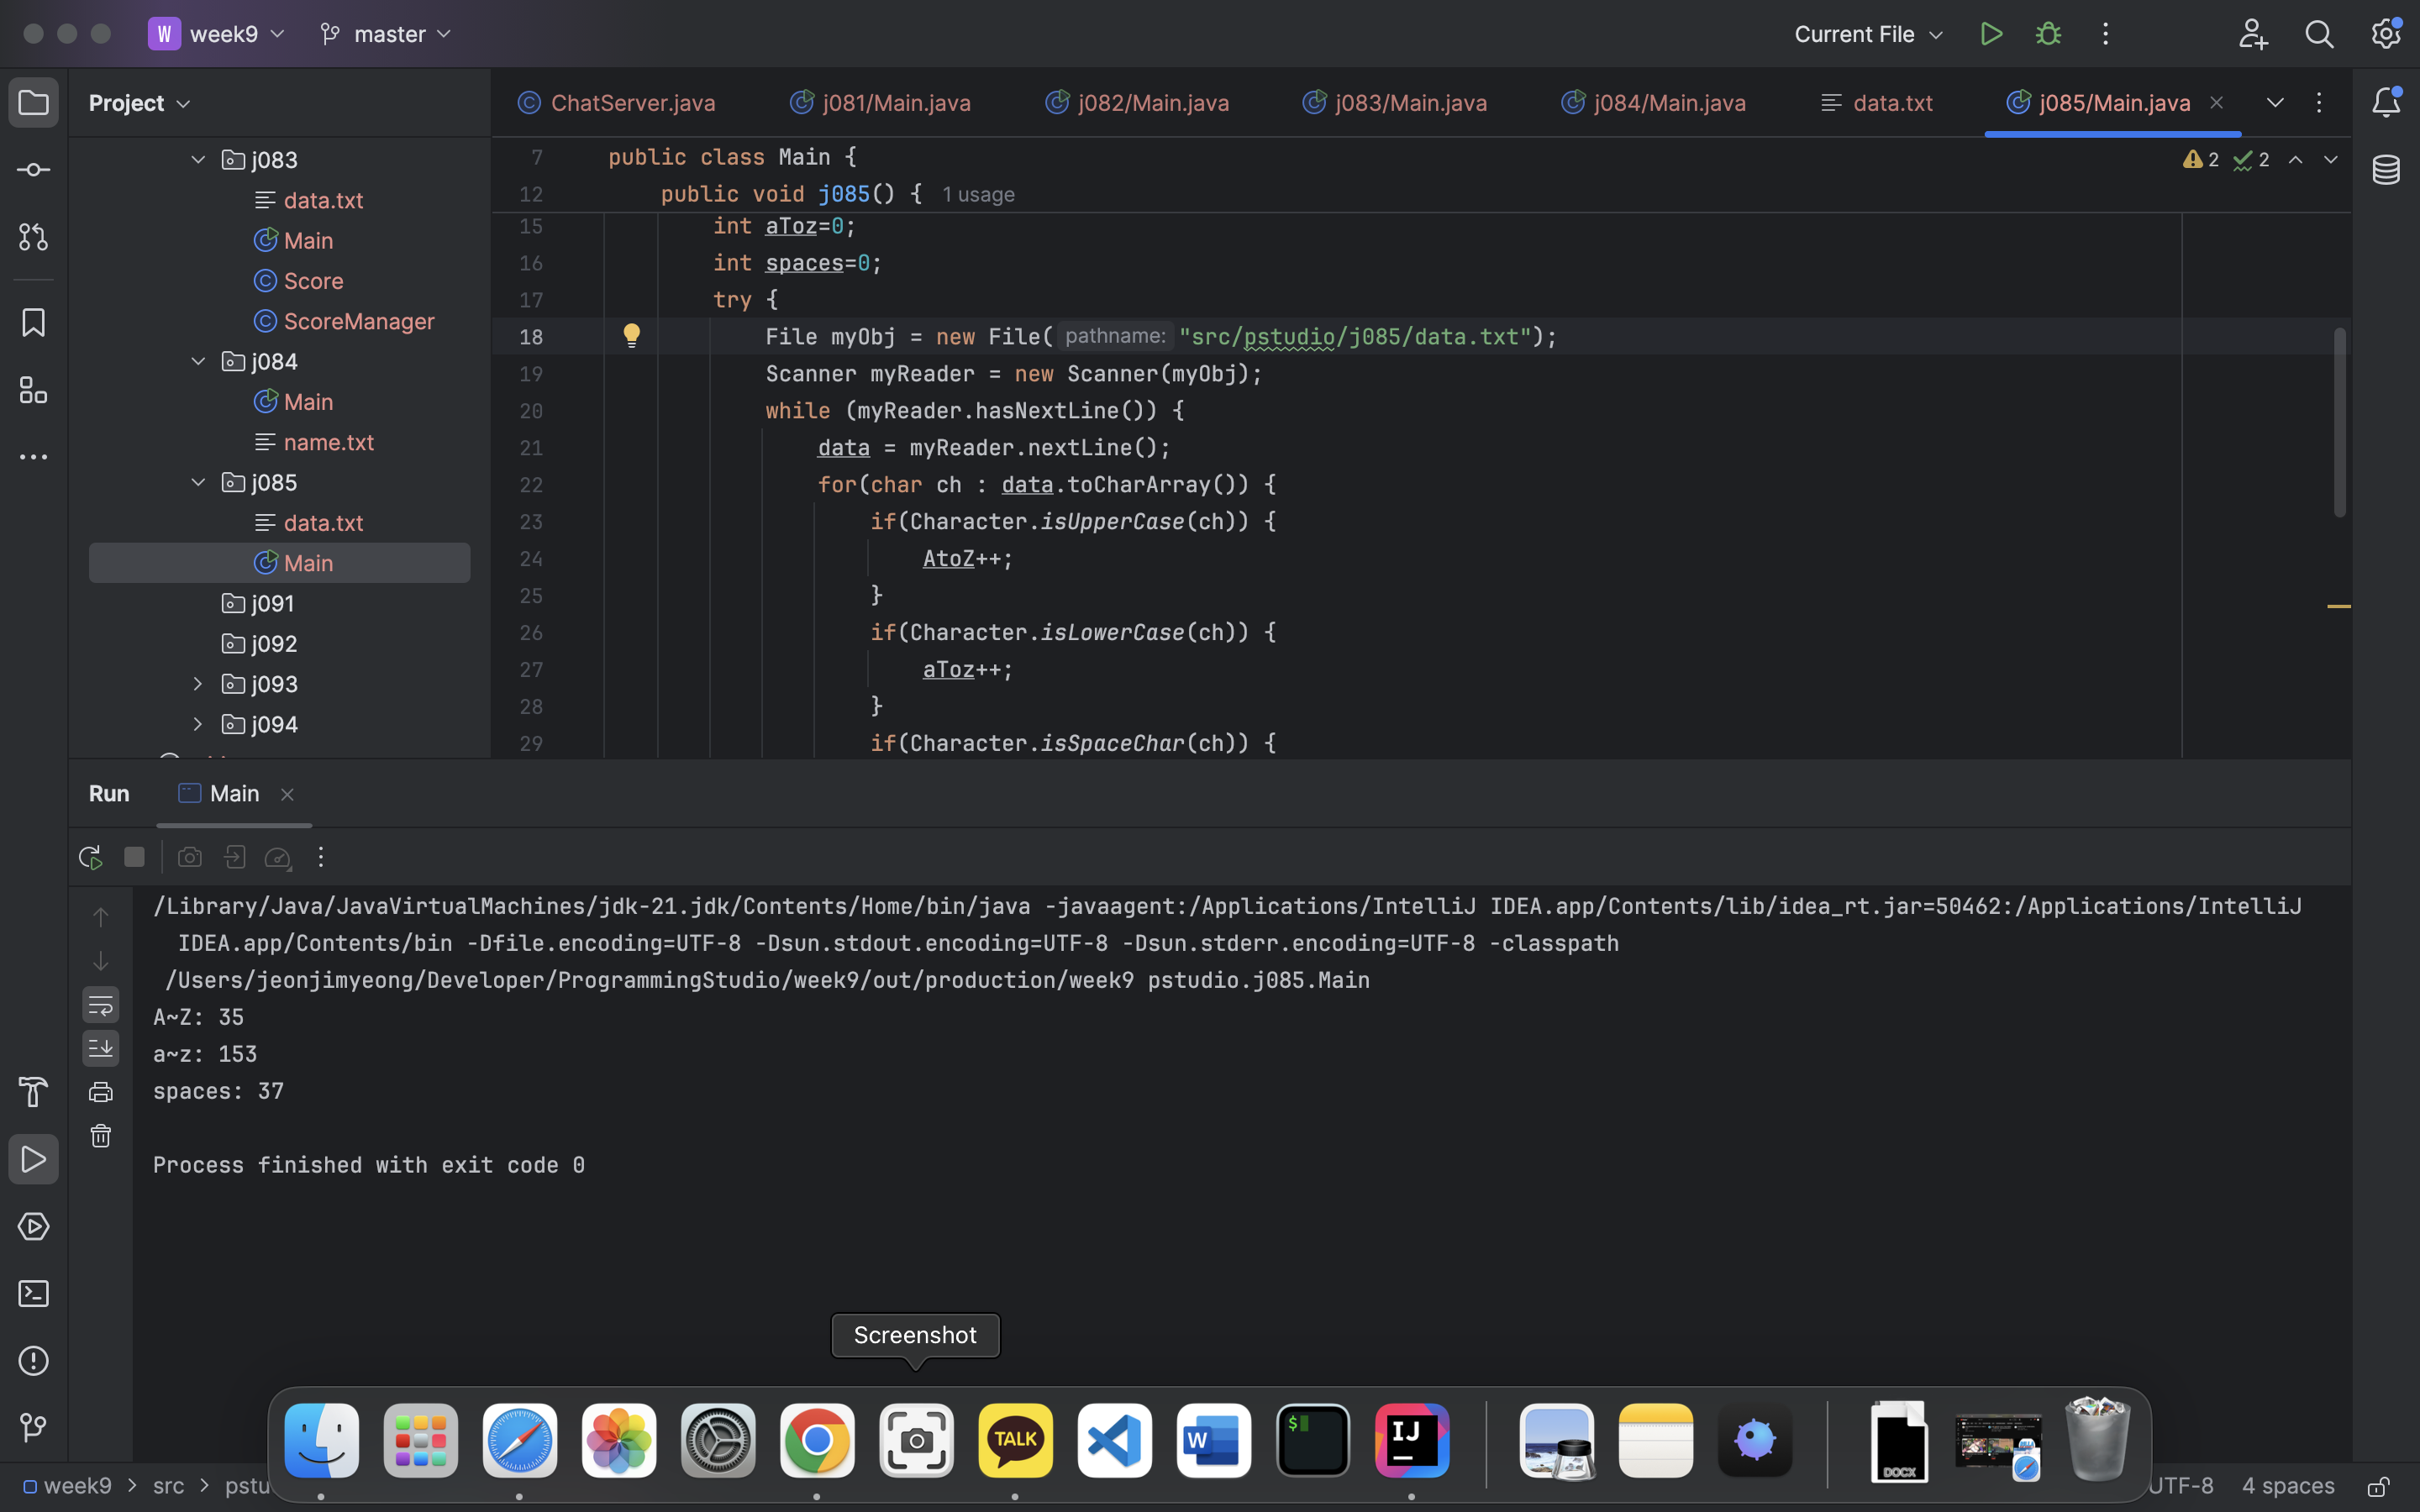 W week9 master Current File
Project
ChatServer.java j081/Main.java j082/Main.java j083/Main.java j084/Main.java data.txt j085/Main.java
j083
data.txt
Main
Score
ScoreManager
j084
Main
name.txt
j085
data.txt
Main
j091
j092
j093
j094
7 public class Main {
2 2
12 public void j085() { 1 usage
15 int aToz=0;
16 int spaces=0;
17 try {
18 File myObj = new File( pathname: "src/pstudio/j085/data.txt");
19 Scanner myReader = new Scanner(myObj);
20 while (myReader.hasNextLine()) {
21 data = myReader.nextLine();
22 for(char ch : data.toCharArray()) {
23 if(Character.isUpperCase(ch)) {
24 AtoZ++;
25 }
26 if(Character.isLowerCase(ch)) {
27 aToz++;
28 }
29 if(Character.isSpaceChar(ch)) {
Run Main
/Library/Java/JavaVirtualMachines/jdk-21.jdk/Contents/Home/bin/java -javaagent:/Applications/IntelliJ IDEA.app/Contents/lib/idea_rt.jar=50462:/Applications/IntelliJ
IDEA.app/Contents/bin -Dfile.encoding=UTF-8 -Dsun.stdout.encoding=UTF-8 -Dsun.stderr.encoding=UTF-8 -classpath
/Users/jeonjimyeong/Developer/ProgrammingStudio/week9/out/production/week9 pstudio.j085.Main
A~Z: 35
a~z: 153
spaces: 37
Process finished with exit code 0
Screenshot
TALK
W
$
IJ
DOCX
week9 > src > pstu
UTF-8 4 spaces